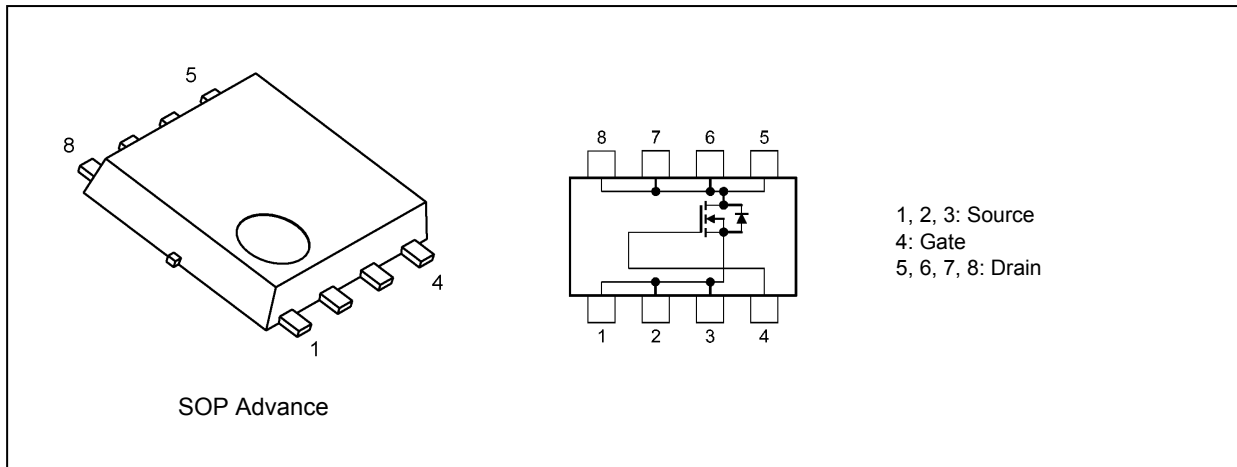 5
8
4
1
SOP Advance
8 7 6 5
1 2 3 4
1, 2, 3: Source
4: Gate
5, 6, 7, 8: Drain